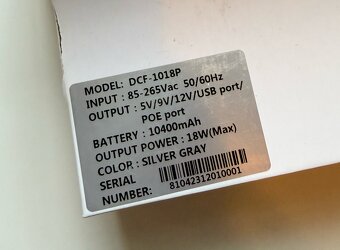 MODEL: DCF-1018P
INPUT : 85-265Vac 50/60Hz
OUTPUT : 5V/9V/12V/USB port/
POE port
BATTERY : 10400mAh
OUTPUT POWER : 18W(Max)
COLOR : SILVER GRAY
SERIAL
NUMBER: 81042312010001